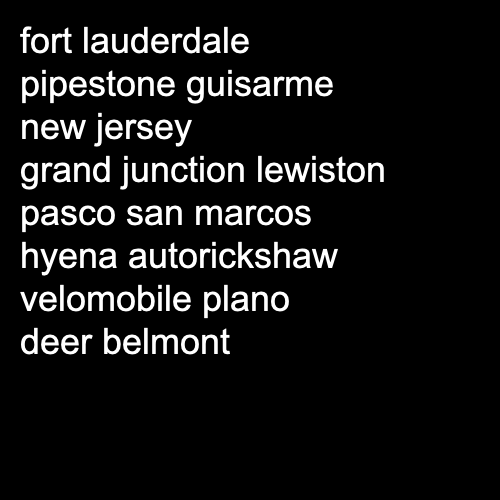 fort lauderdale
pipestone guisarme
new jersey
grand junction lewiston
pasco san marcos
hyena autorickshaw
velomobile plano
deer belmont